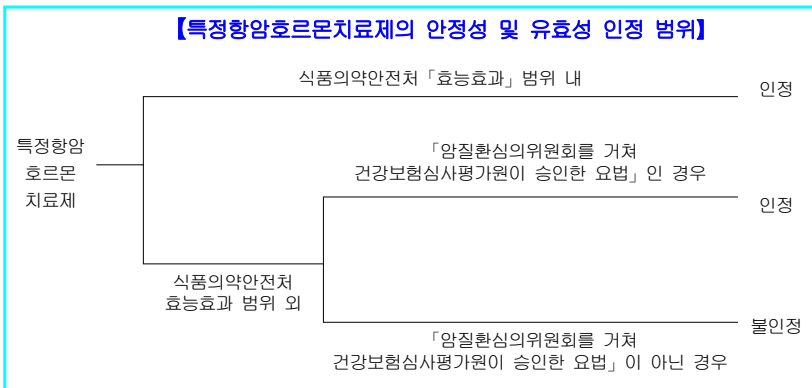 【특정항암호르몬치료제의 안정성 및 유효성 인정 범위】
식품의약안전처「효능효과」범위 내
인정
특정항암
호르몬
치료제
「암질환심의위원회를 거쳐
건강보험심사평가원이 승인한 요법」인 경우
인정
식품의약안전처
효능효과 범위 외
불인정
「암질환심의위원회를 거쳐
건강보험심사평가원이 승인한 요법」이 아닌 경우